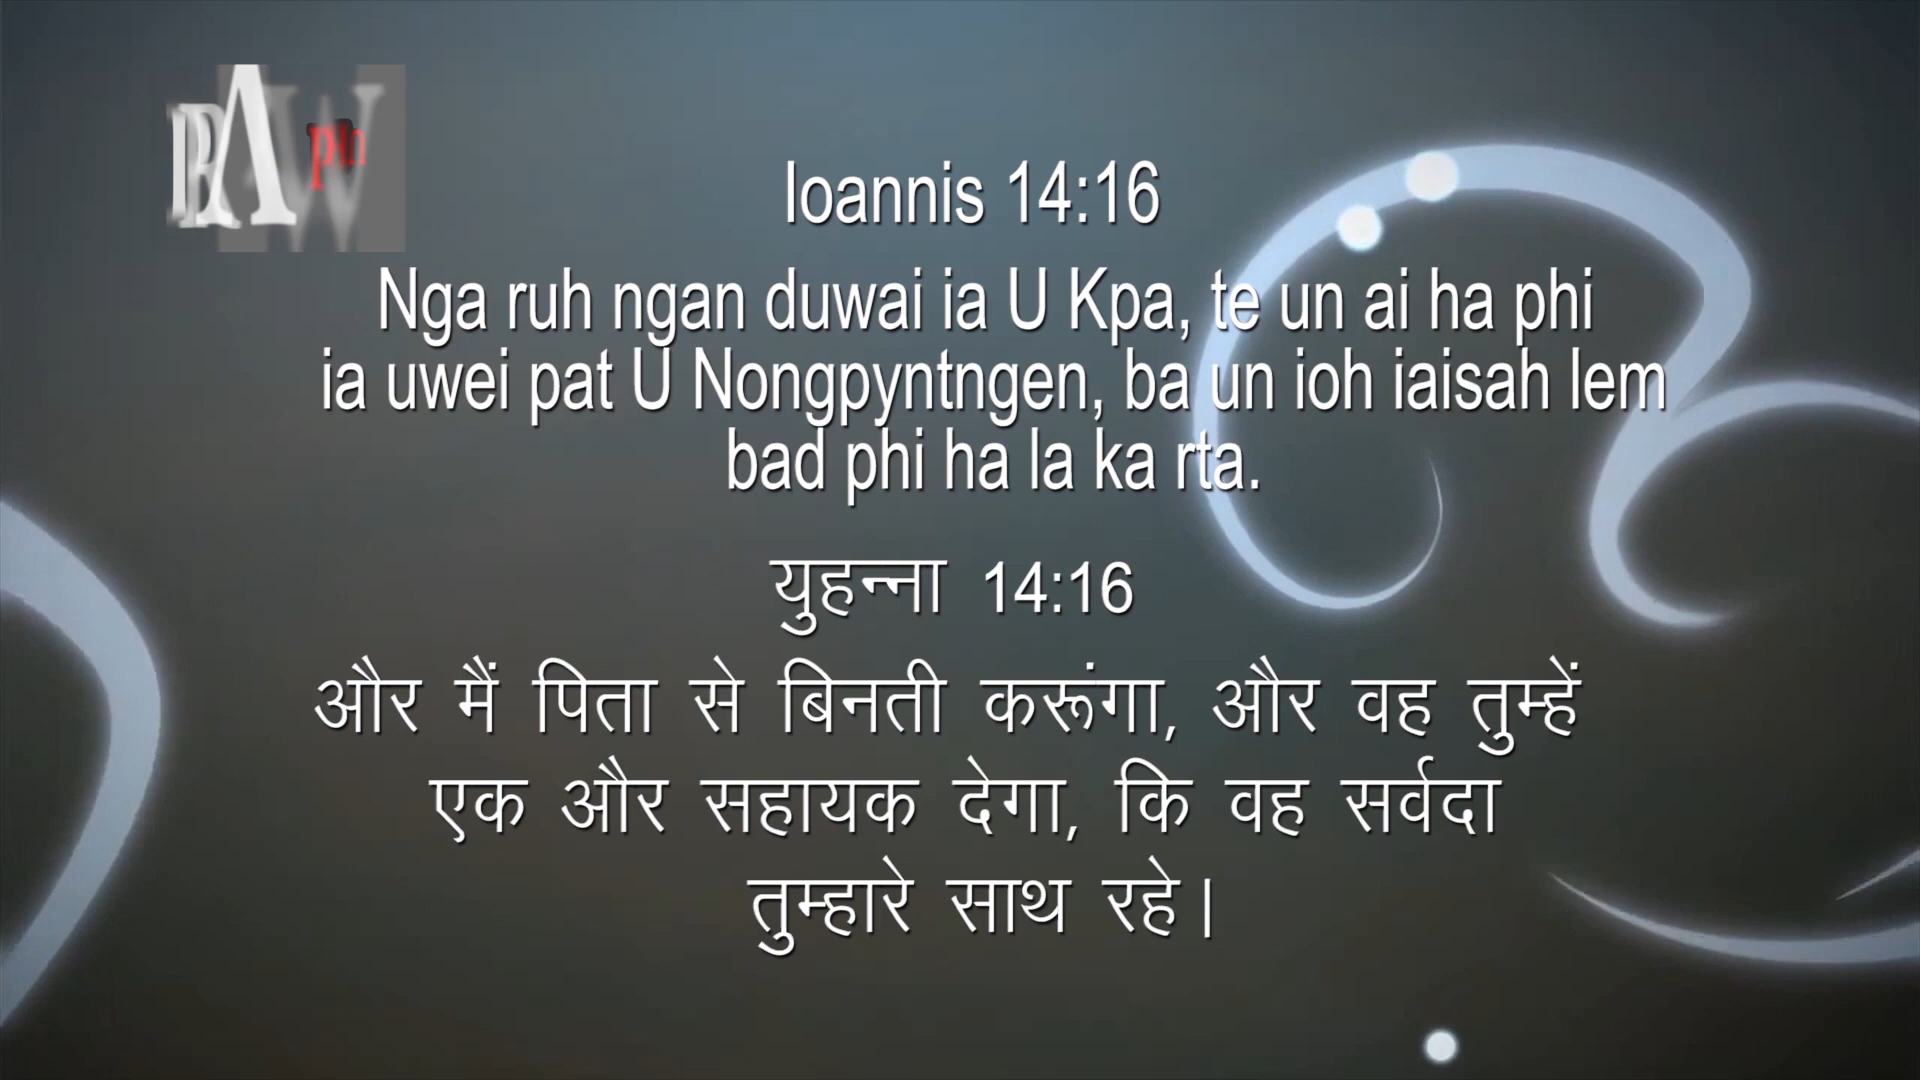 Ioannis 14:16
Nga ruh ngan duwai ia U Kpa, te un ai ha phi
ia uwei pat U Nongpyntngen, ba un ioh iaisah lem
bad phi ha la ka rta.
युहन्ना 14:16
और मैं पिता से बिनती करूंगा, और वह तुम्हें
एक और सहायक देगा, कि वह सर्वदा
तुम्हारे साथ रहे।